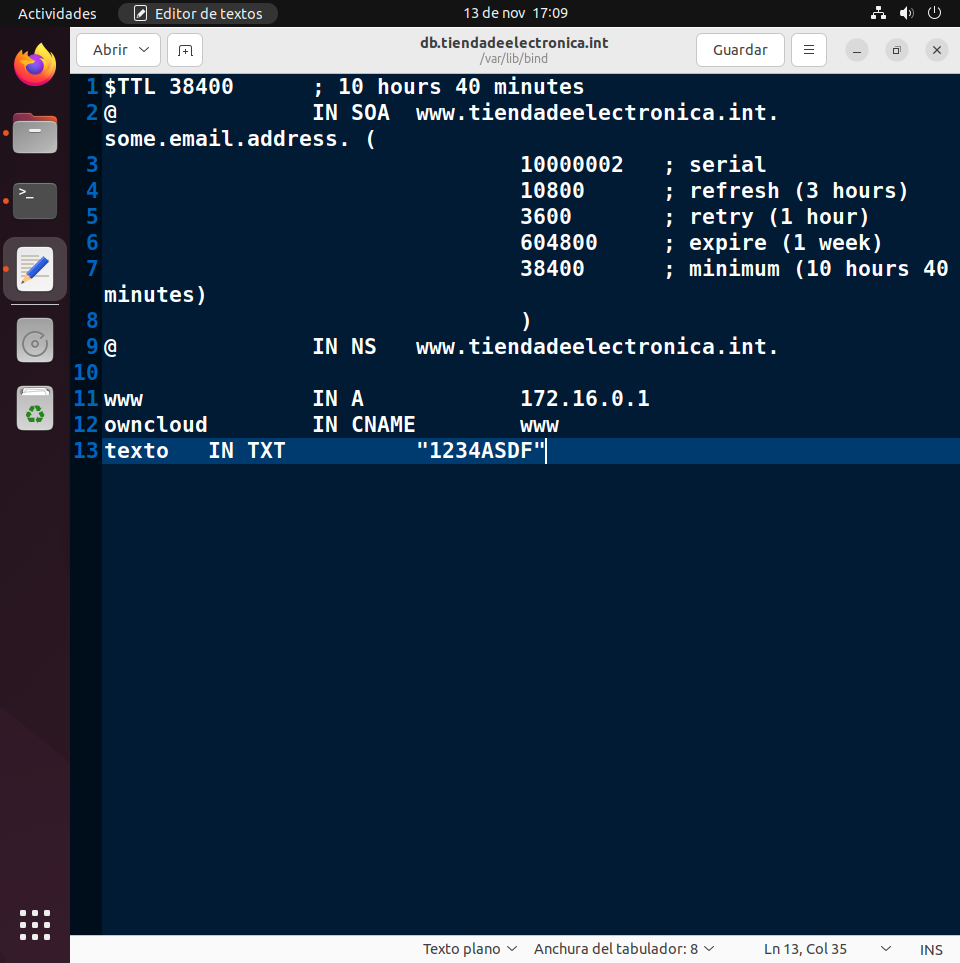 Actividades Editor de textos 13 de nov 17:09
Abrir db.tiendadeelectronica.int Guardar
/var/lib/bind
1 $TTL 38400 ; 10 hours 40 minutes
2 @ IN SOA www.tiendadeelectronica.int.
some.email.address. (
3 10000002 ; serial
4 10800 ; refresh (3 hours)
5 3600 ; retry (1 hour)
6 604800 ; expire (1 week)
7 38400 ; minimum (10 hours 40
minutes)
8 )
9 @ IN NS www.tiendadeelectronica.int.
10
11 www IN A 172.16.0.1
12 owncloud IN CNAME www
13 texto IN TXT "1234ASDF"
Texto plano Anchura del tabulador: 8 Ln 13, Col 35 INS